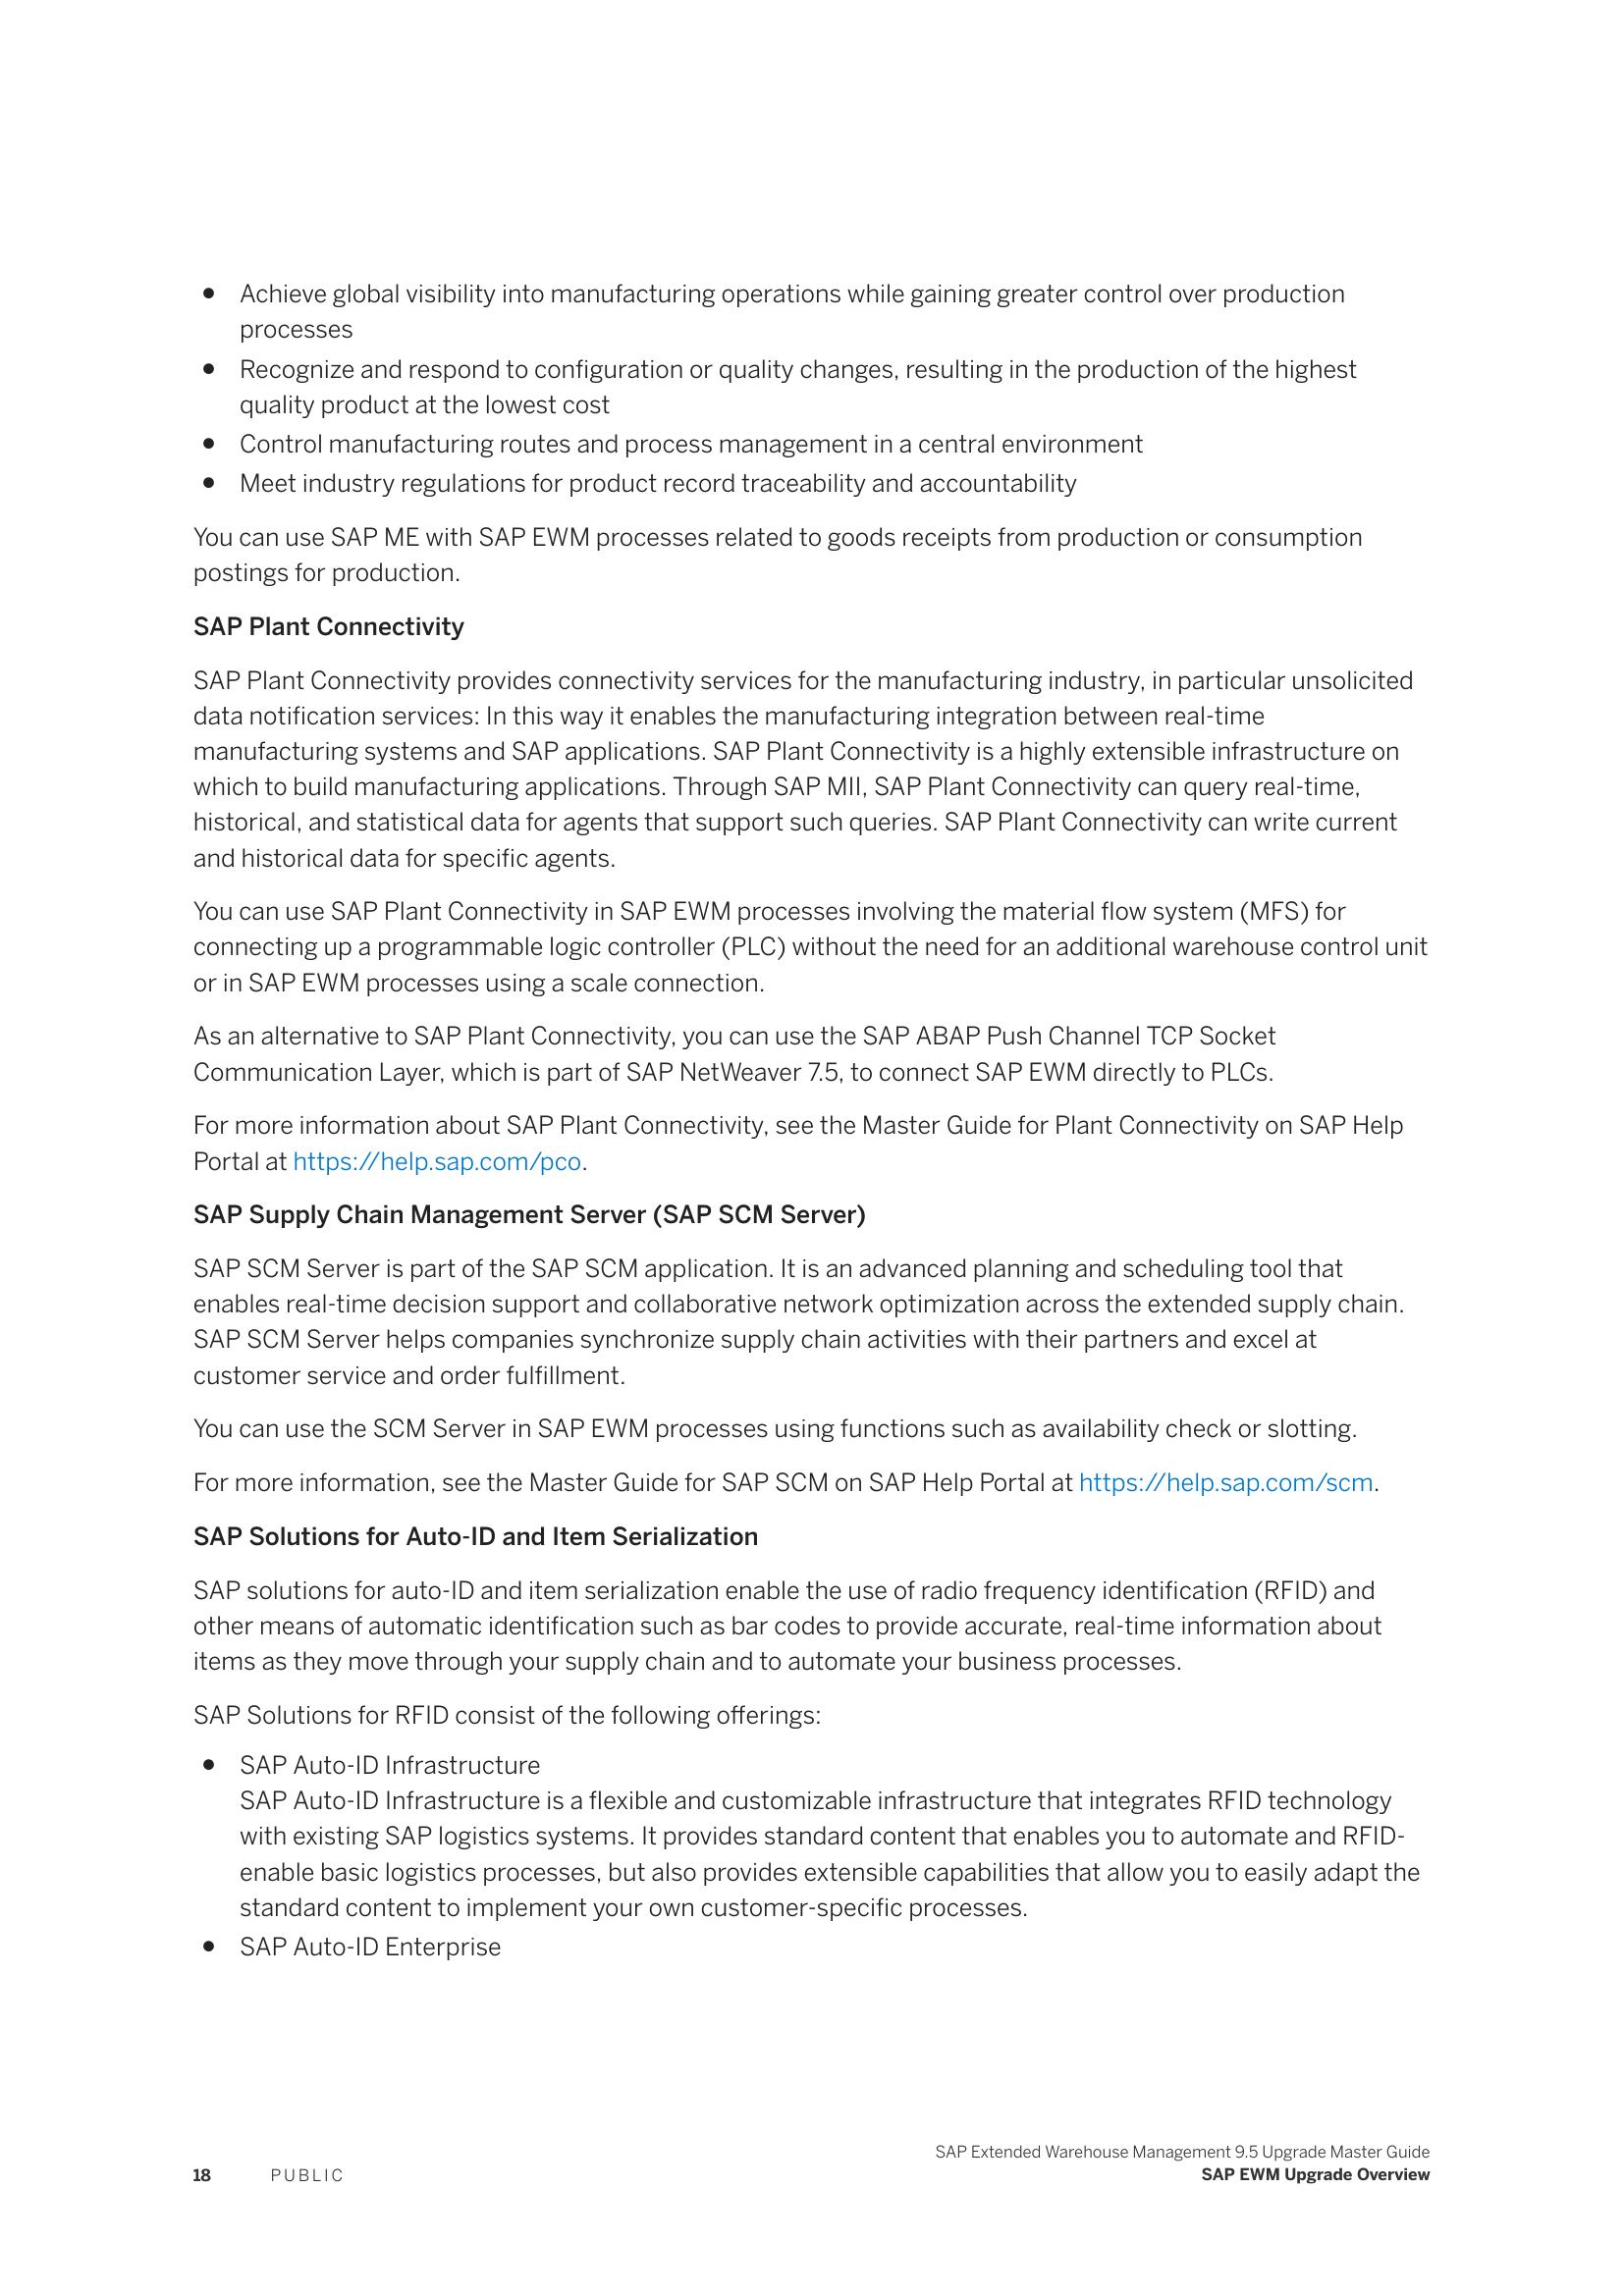 • Achieve global visibility into manufacturing operations while gaining greater control over production
processes
• Recognize and respond to configuration or quality changes, resulting in the production of the highest
quality product at the lowest cost
• Control manufacturing routes and process management in a central environment
• Meet industry regulations for product record traceability and accountability
You can use SAP ME with SAP EWM processes related to goods receipts from production or consumption
postings for production.
SAP Plant Connectivity
SAP Plant Connectivity provides connectivity services for the manufacturing industry, in particular unsolicited
data notification services: In this way it enables the manufacturing integration between real-time
manufacturing systems and SAP applications. SAP Plant Connectivity is a highly extensible infrastructure on
which to build manufacturing applications. Through SAP MII, SAP Plant Connectivity can query real-time,
historical, and statistical data for agents that support such queries. SAP Plant Connectivity can write current
and historical data for specific agents.
You can use SAP Plant Connectivity in SAP EWM processes involving the material flow system (MFS) for
connecting up a programmable logic controller (PLC) without the need for an additional warehouse control unit
or in SAP EWM processes using a scale connection.
As an alternative to SAP Plant Connectivity, you can use the SAP ABAP Push Channel TCP Socket
Communication Layer, which is part of SAP NetWeaver 7.5, to connect SAP EWM directly to PLCs.
For more information about SAP Plant Connectivity, see the Master Guide for Plant Connectivity on SAP Help
Portal at https://help.sap.com/pco.
SAP Supply Chain Management Server (SAP SCM Server)
SAP SCM Server is part of the SAP SCM application. It is an advanced planning and scheduling tool that
enables real-time decision support and collaborative network optimization across the extended supply chain.
SAP SCM Server helps companies synchronize supply chain activities with their partners and excel at
customer service and order fulfillment.
You can use the SCM Server in SAP EWM processes using functions such as availability check or slotting.
For more information, see the Master Guide for SAP SCM on SAP Help Portal at https://help.sap.com/scm.
SAP Solutions for Auto-ID and Item Serialization
SAP solutions for auto-ID and item serialization enable the use of radio frequency identification (RFID) and
other means of automatic identification such as bar codes to provide accurate, real-time information about
items as they move through your supply chain and to automate your business processes.
SAP Solutions for RFID consist of the following offerings:
• SAP Auto-ID Infrastructure
SAP Auto-ID Infrastructure is a flexible and customizable infrastructure that integrates RFID technology
with existing SAP logistics systems. It provides standard content that enables you to automate and RFID-
enable basic logistics processes, but also provides extensible capabilities that allow you to easily adapt the
standard content to implement your own customer-specific processes.
• SAP Auto-ID Enterprise
SAP Extended Warehouse Management 9.5 Upgrade Master Guide
18 PUBLIC SAP EWM Upgrade Overview